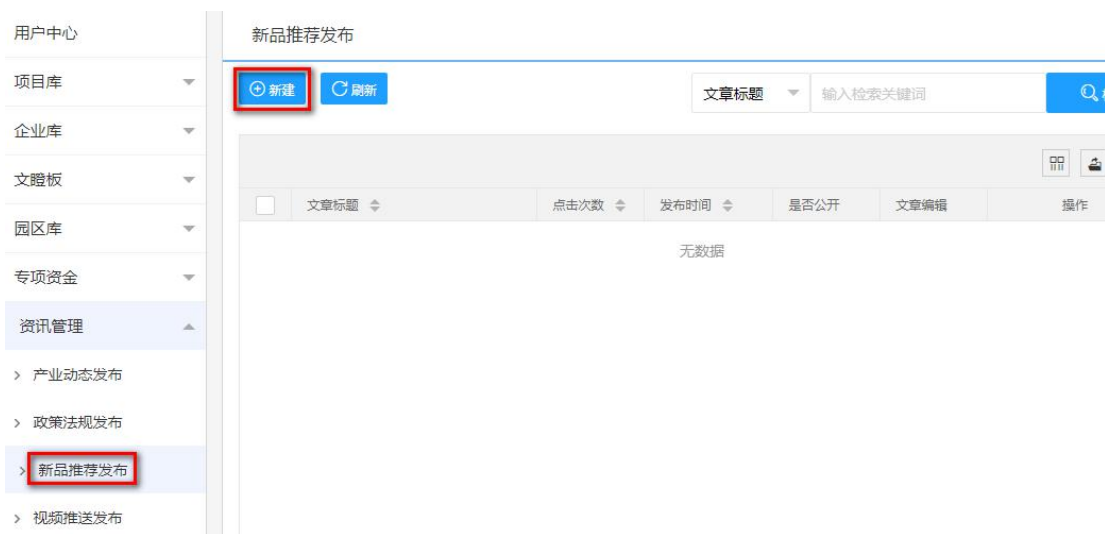 用户中心
项目库
企业库
文瞪板
园区库
专项资金
资讯管理
产业动态发布
政策法规发布
新品推荐发布
视频推送发布
新品推荐发布
新建 刷新 文章标题 输入检索关键词
文章标题 点击次数 发布时间 是否公开 文章编辑 操作
无数据